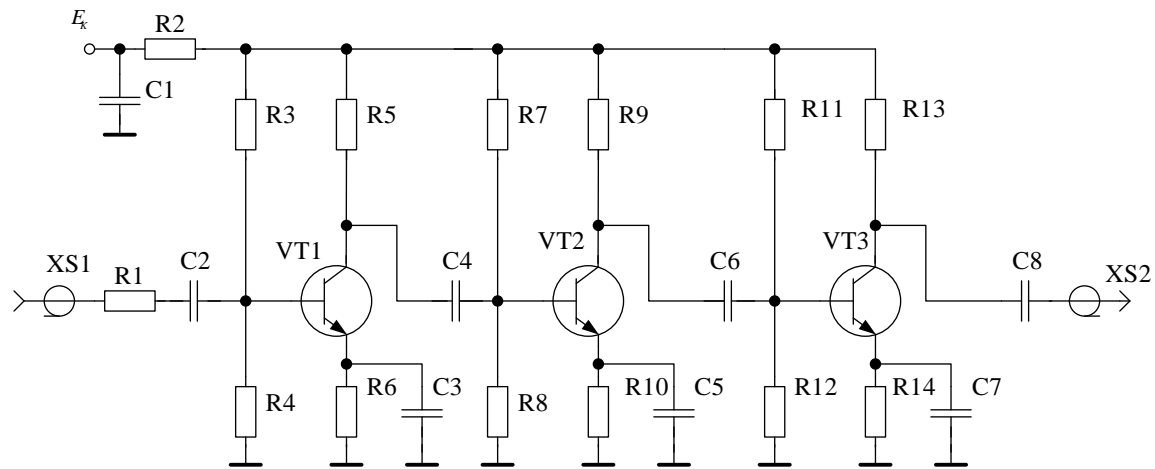 Eк
R2
C1
R3
R5
R7
R9
R11
R13
VT1
VT2
VT3
XS1
R1
C2
C4
C6
C8
XS2
R4
R6
C3
R8
R10
C5
R12
R14
C7